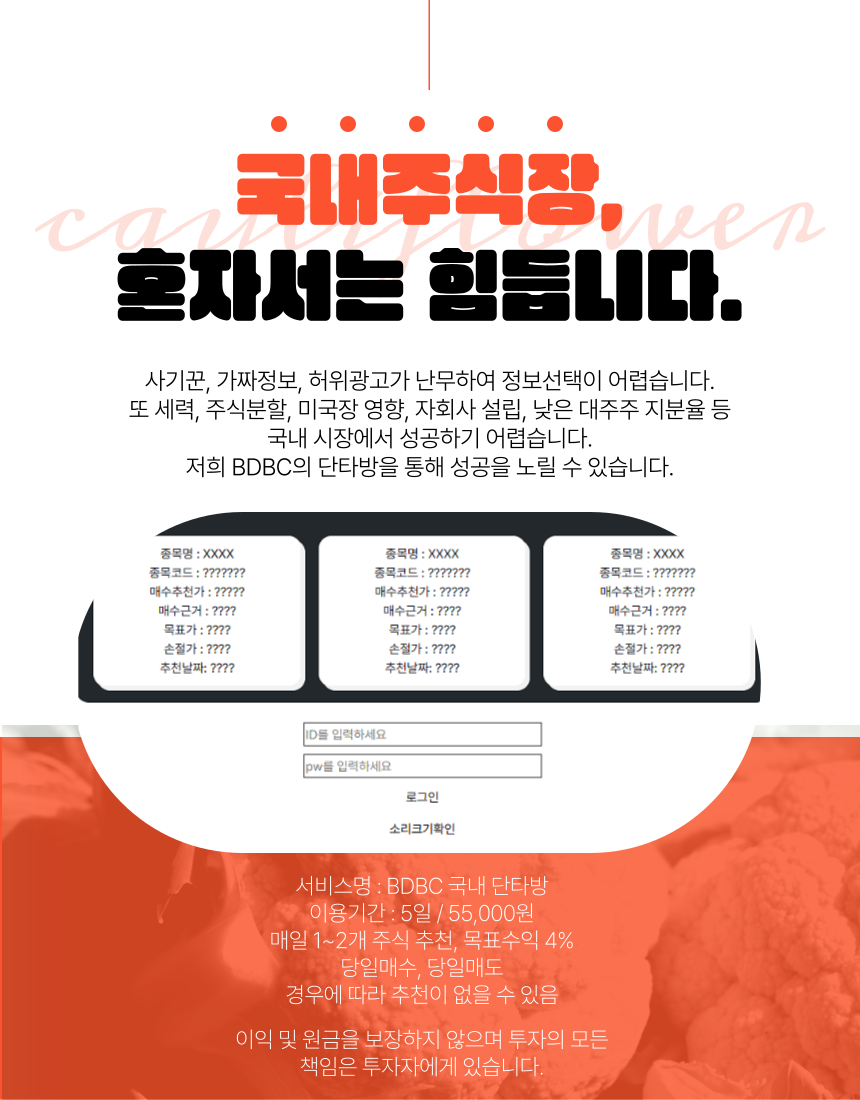 국내주식장,
cauliflower
혼자서는 힘듭니다.
사기꾼, 가짜정보, 허위광고가 난무하여 정보선택이 어렵습니다.
또 세력, 주식분할, 미국장 영향, 자회사 설립, 낮은 대주주 지분율 등
국내 시장에서 성공하기 어렵습니다.
저희 BDBC의 단타방을 통해 성공을 노릴 수 있습니다.
종목명 : XXXX
종목코드 : ???????
매수추천가 : ?????
매수근거 : ????
목표가 : ????
손절가 : ????
추천날짜: ????
종목명 : XXXX
종목코드 : ???????
매수추천가 : ?????
매수근거 : ????
목표가 : ????
손절가 : ????
추천날짜: ????
종목명 : XXXX
종목코드 : ???????
매수추천가 : ?????
매수근거 : ????
목표가 : ????
손절가 : ????
추천날짜: ????
ID를 입력하세요
pw를 입력하세요
로그인
소리크기확인
서비스명 : BDBC 국내 단타방
이용기간 : 5일 / 55,000원
매일 1~2개 주식 추천, 목표수익 4%
당일매수, 당일매도
경우에 따라 추천이 없을 수 있음
이익 및 원금을 보장하지 않으며 투자의 모든
책임은 투자자에게 있습니다.